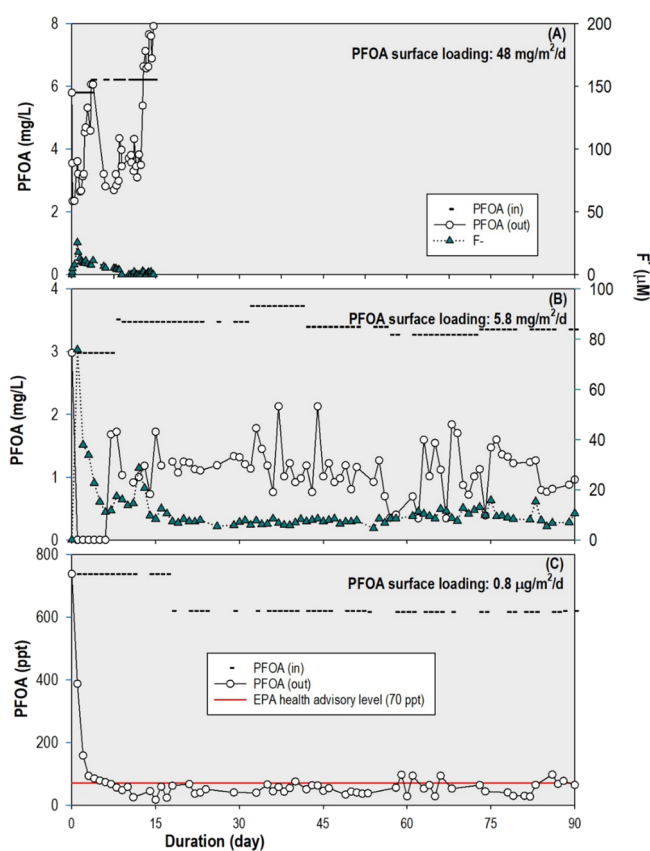 (A)
PFOA surface loading: 48 mg/m²/d
8
6
4
2
0
PFOA (mg/L)
200
150
100
50
0
PFOA (in)
PFOA (out)
F-
F⁻ (μM)
(B)
PFOA surface loading: 5.8 mg/m²/d
4
3
2
1
0
PFOA (mg/L)
100
80
60
40
20
0
(C)
PFOA surface loading: 0.8 μg/m²/d
800
600
400
200
0
PFOA (ppt)
PFOA (in)
PFOA (out)
EPA health advisory level (70 ppt)
0 15 30 45 60 75 90
Duration (day)